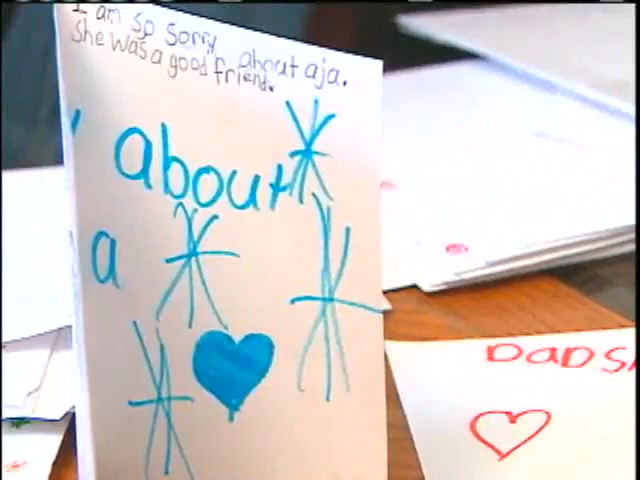 I am so sorry about aja.
She was a good friend.
about
a
DADS